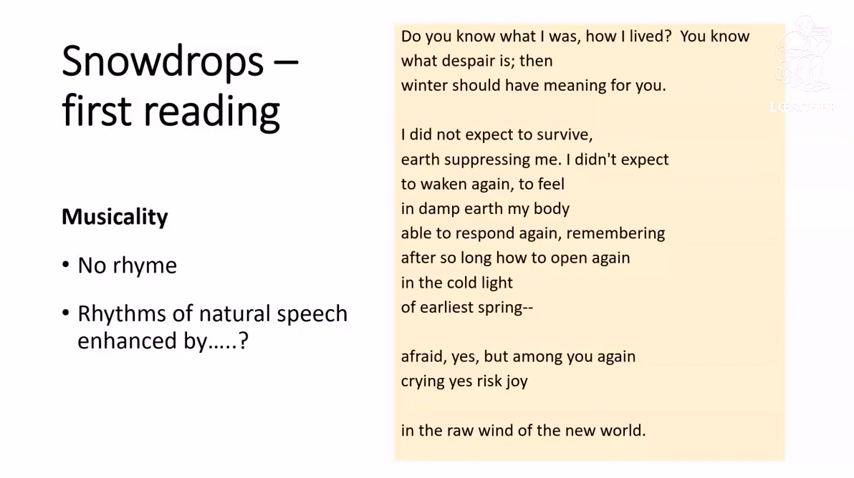 Snowdrops –
first reading
Musicality
• No rhyme
• Rhythms of natural speech
enhanced by…..?
Do you know what I was, how I lived?  You know
what despair is; then
winter should have meaning for you.
I did not expect to survive,
earth suppressing me. I didn't expect
to waken again, to feel
in damp earth my body
able to respond again, remembering
after so long how to open again
in the cold light
of earliest spring--
afraid, yes, but among you again
crying yes risk joy
in the raw wind of the new world.